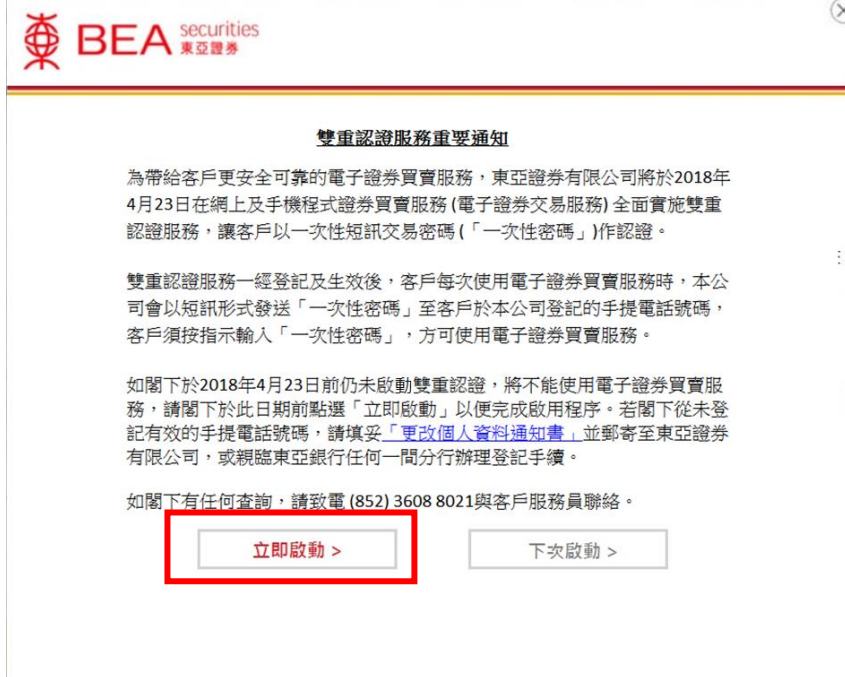 BEA securities
東亞證券
雙重認證服務重要通知
為帶給客戶更安全可靠的電子證券買賣服務，東亞證券有限公司將於2018年
4月23日在網上及手機程式證券買賣服務 (電子證券交易服務) 全面實施雙重
認證服務，讓客戶以一次性短訊交易密碼 (「一次性密碼」)作認證。
雙重認證服務一經登記及生效後，客戶每次使用電子證券買賣服務時，本公
司會以短訊形式發送「一次性密碼」至客戶於本公司登記的手提電話號碼，
客戶須按指示輸入「一次性密碼」，方可使用電子證券買賣服務。
如閣下於2018年4月23日前仍未啟動雙重認證，將不能使用電子證券買賣服
務，請閣下於此日期前點選「立即啟動」以便完成啟用程序。若閣下從未登
記有效的手提電話號碼，請填妥「更改個人資料通知書」並郵寄至東亞證券
有限公司，或親臨東亞銀行任何一間分行辦理登記手續。
如閣下有任何查詢，請致電 (852) 3608 8021與客戶服務員聯絡。
立即啟動 >
下次啟動 >